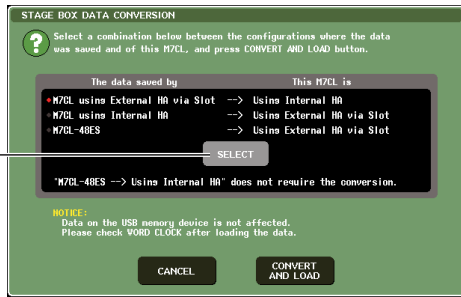 STAGE BOX DATA CONVERSION
Select a combination below between the configurations where the data
was saved and of this M7CL, and press CONVERT AND LOAD button.
The data saved by This M7CL is
M7CL using External HA via Slot --> Using Internal HA
M7CL using Internal HA --> Using External HA via Slot
M7CL-48ES --> Using External HA via Slot
SELECT
"M7CL-48ES --> Using Internal HA" does not require the conversion.
NOTICE:
Data on the USB memory device is not affected.
Please check WORD CLOCK after loading the data.
CANCEL
CONVERT
AND LOAD